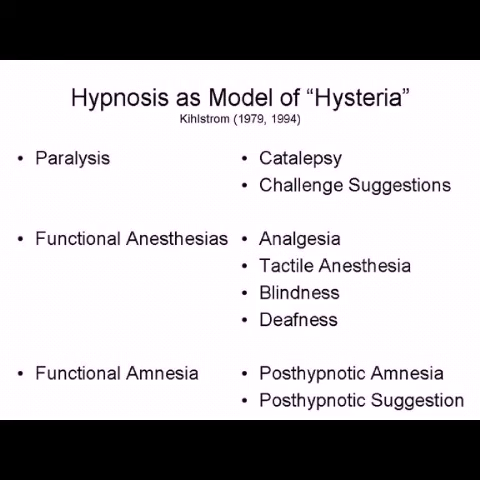 Hypnosis as Model of “Hysteria”
Kihlstrom (1979, 1994)
• Paralysis
• Catalepsy
• Challenge Suggestions
• Functional Anesthesias
• Analgesia
• Tactile Anesthesia
• Blindness
• Deafness
• Functional Amnesia
• Posthypnotic Amnesia
• Posthypnotic Suggestion